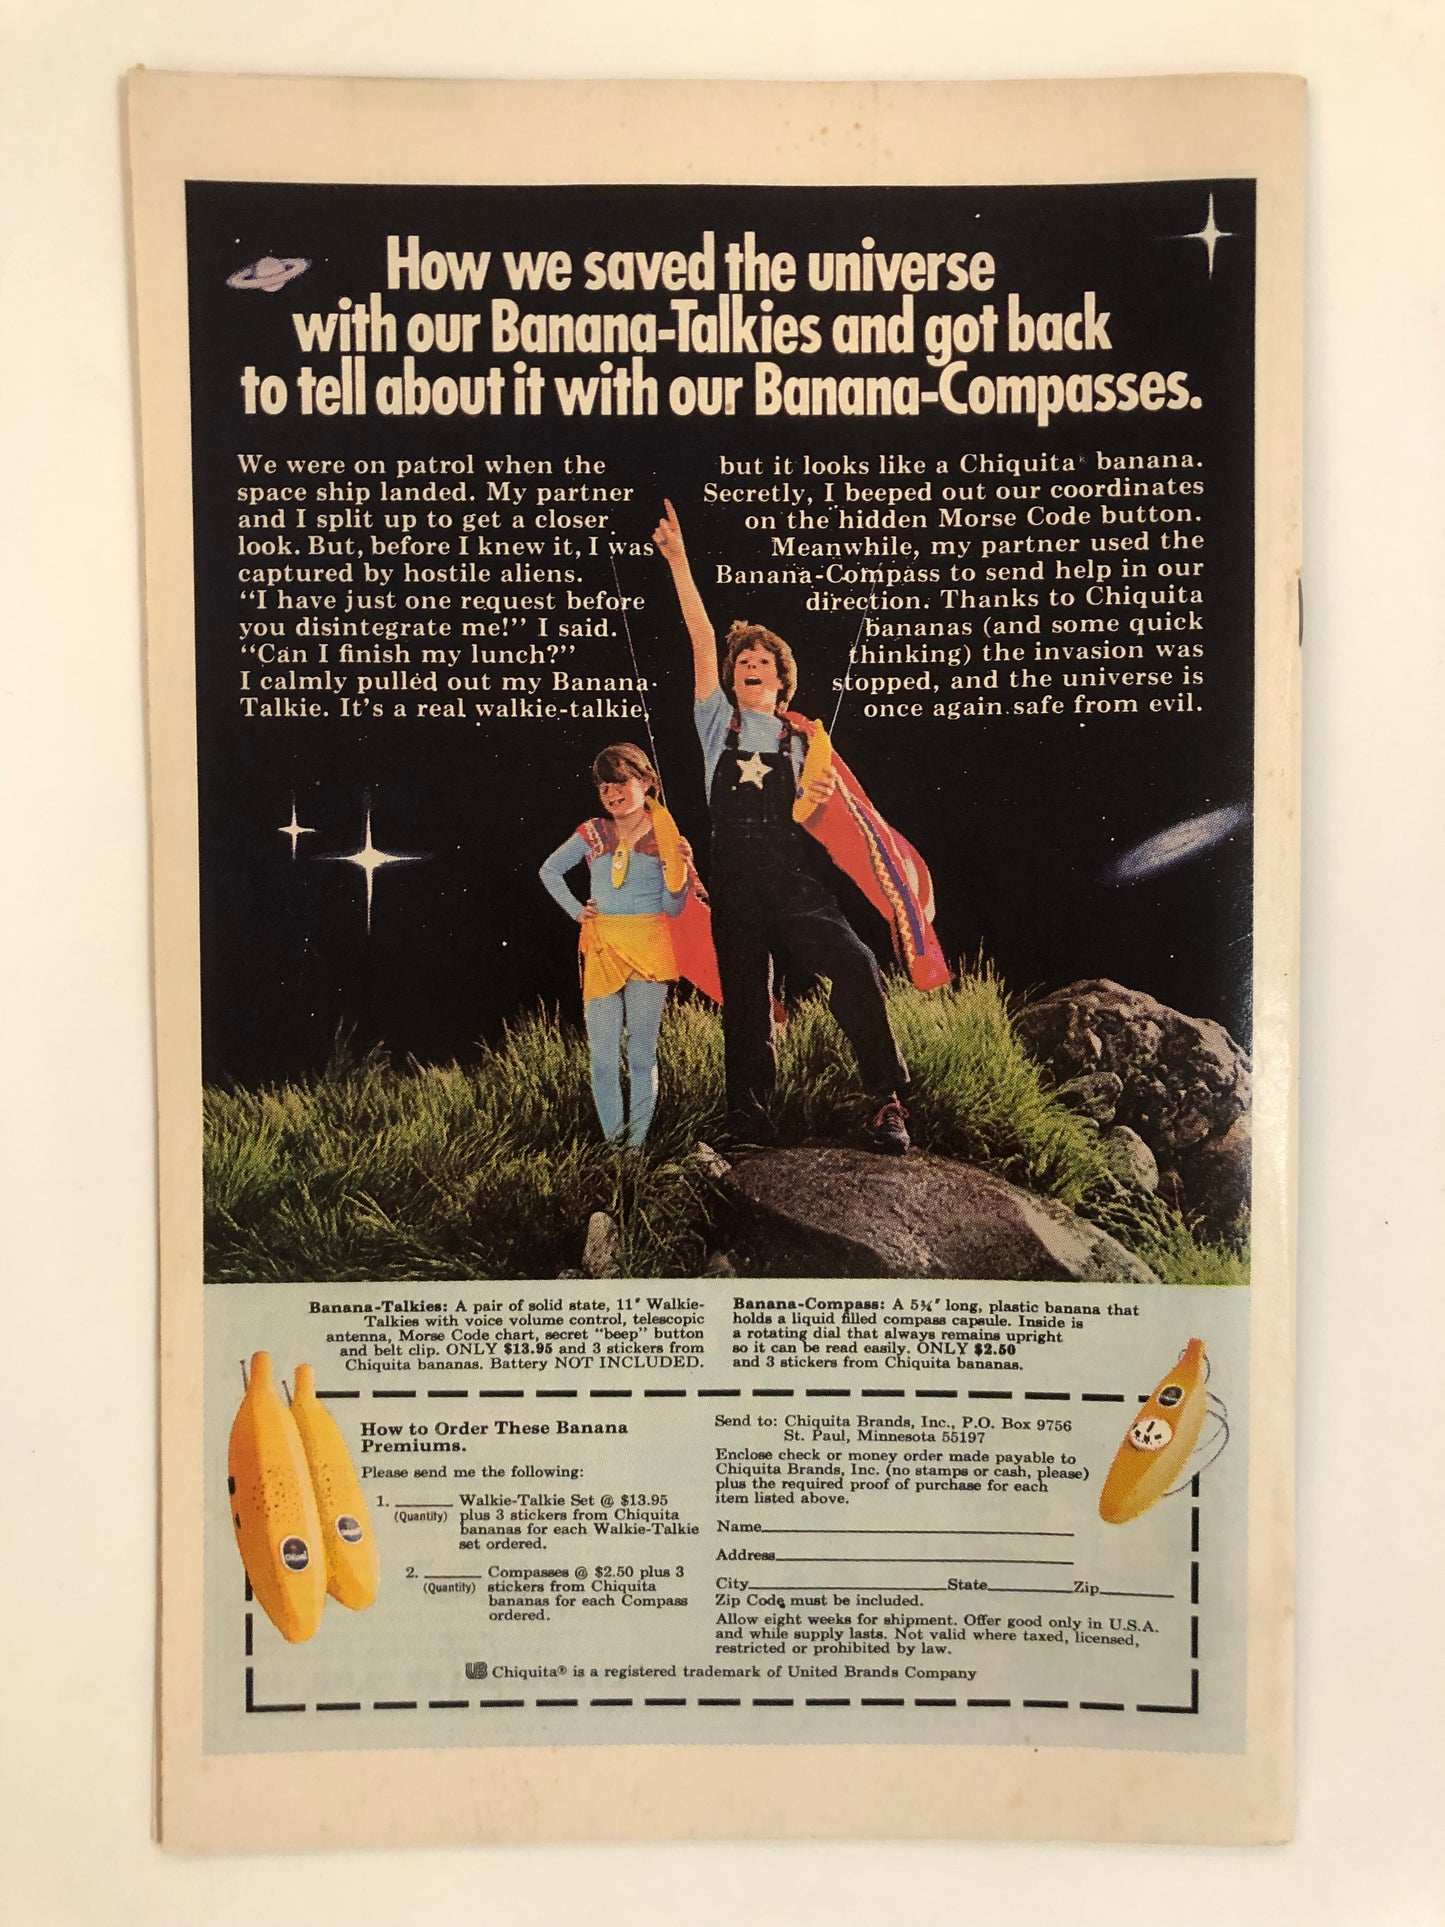 How we saved the universe
with our Banana-Talkies and got back
to tell about it with our Banana-Compasses.
We were on patrol when the
space ship landed. My partner
and I split up to get a closer
look. But, before I knew it, I was
captured by hostile aliens.
“I have just one request before
you disintegrate me!” I said.
“Can I finish my lunch?”
I calmly pulled out my Banana-
Talkie. It’s a real walkie-talkie,
but it looks like a Chiquita® banana.
Secretly, I beeped out our coordinates
on the hidden Morse Code button.
Meanwhile, my partner used the
Banana-Compass to send help in our
direction. Thanks to Chiquita
bananas (and some quick
thinking) the invasion was
stopped, and the universe is
once again safe from evil.
Banana-Talkies: A pair of solid state, 11" Walkie-
Talkies with voice volume control, telescopic
antenna, Morse Code chart, secret “beep” button
and belt clip. ONLY $13.95 and 3 stickers from
Chiquita bananas. Battery NOT INCLUDED.
Banana-Compass: A 5¾" long, plastic banana that
holds a liquid filled compass capsule. Inside is
a rotating dial that always remains upright
so it can be read easily. ONLY $2.50
and 3 stickers from Chiquita bananas.
How to Order These Banana
Premiums.
Please send me the following:
1. ______ Walkie-Talkie Set @ $13.95
(Quantity) plus 3 stickers from Chiquita
bananas for each Walkie-Talkie
set ordered.
2. ______ Compasses @ $2.50 plus 3
(Quantity) stickers from Chiquita
bananas for each Compass
ordered.
Send to: Chiquita Brands, Inc., P.O. Box 9756
St. Paul, Minnesota 55197
Enclose check or money order made payable to
Chiquita Brands, Inc. (no stamps or cash, please)
plus the required proof of purchase for each
item listed above.
Name
Address
City State Zip
Zip Code must be included.
Allow eight weeks for shipment. Offer good only in U.S.A.
and while supply lasts. Not valid where taxed, licensed,
restricted or prohibited by law.
UB Chiquita® is a registered trademark of United Brands Company